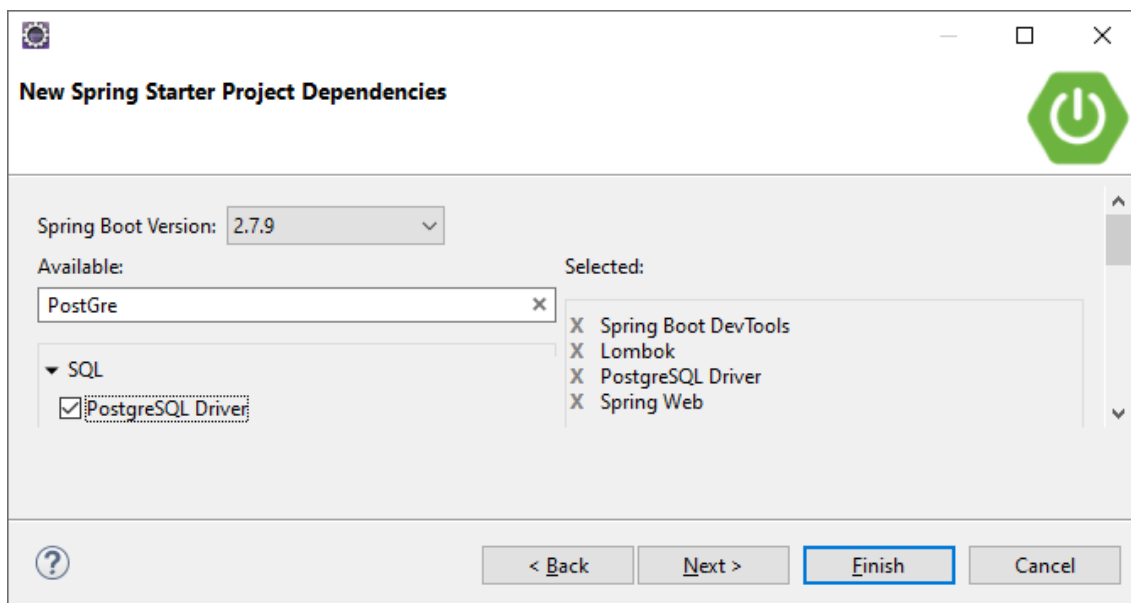 New Spring Starter Project Dependencies
Spring Boot Version: 2.7.9
Available:
Selected:
PostGre
X Spring Boot DevTools
X Lombok
X PostgreSQL Driver
X Spring Web
SQL
PostgreSQL Driver
? < Back Next > Finish Cancel